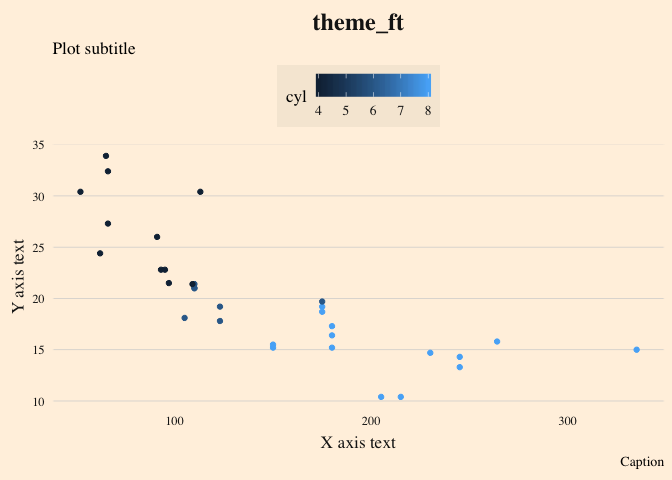 theme_ft
Plot subtitle
cyl
4 5 6 7 8
35
30
25
20
15
10
Y axis text
100 200 300
X axis text
Caption